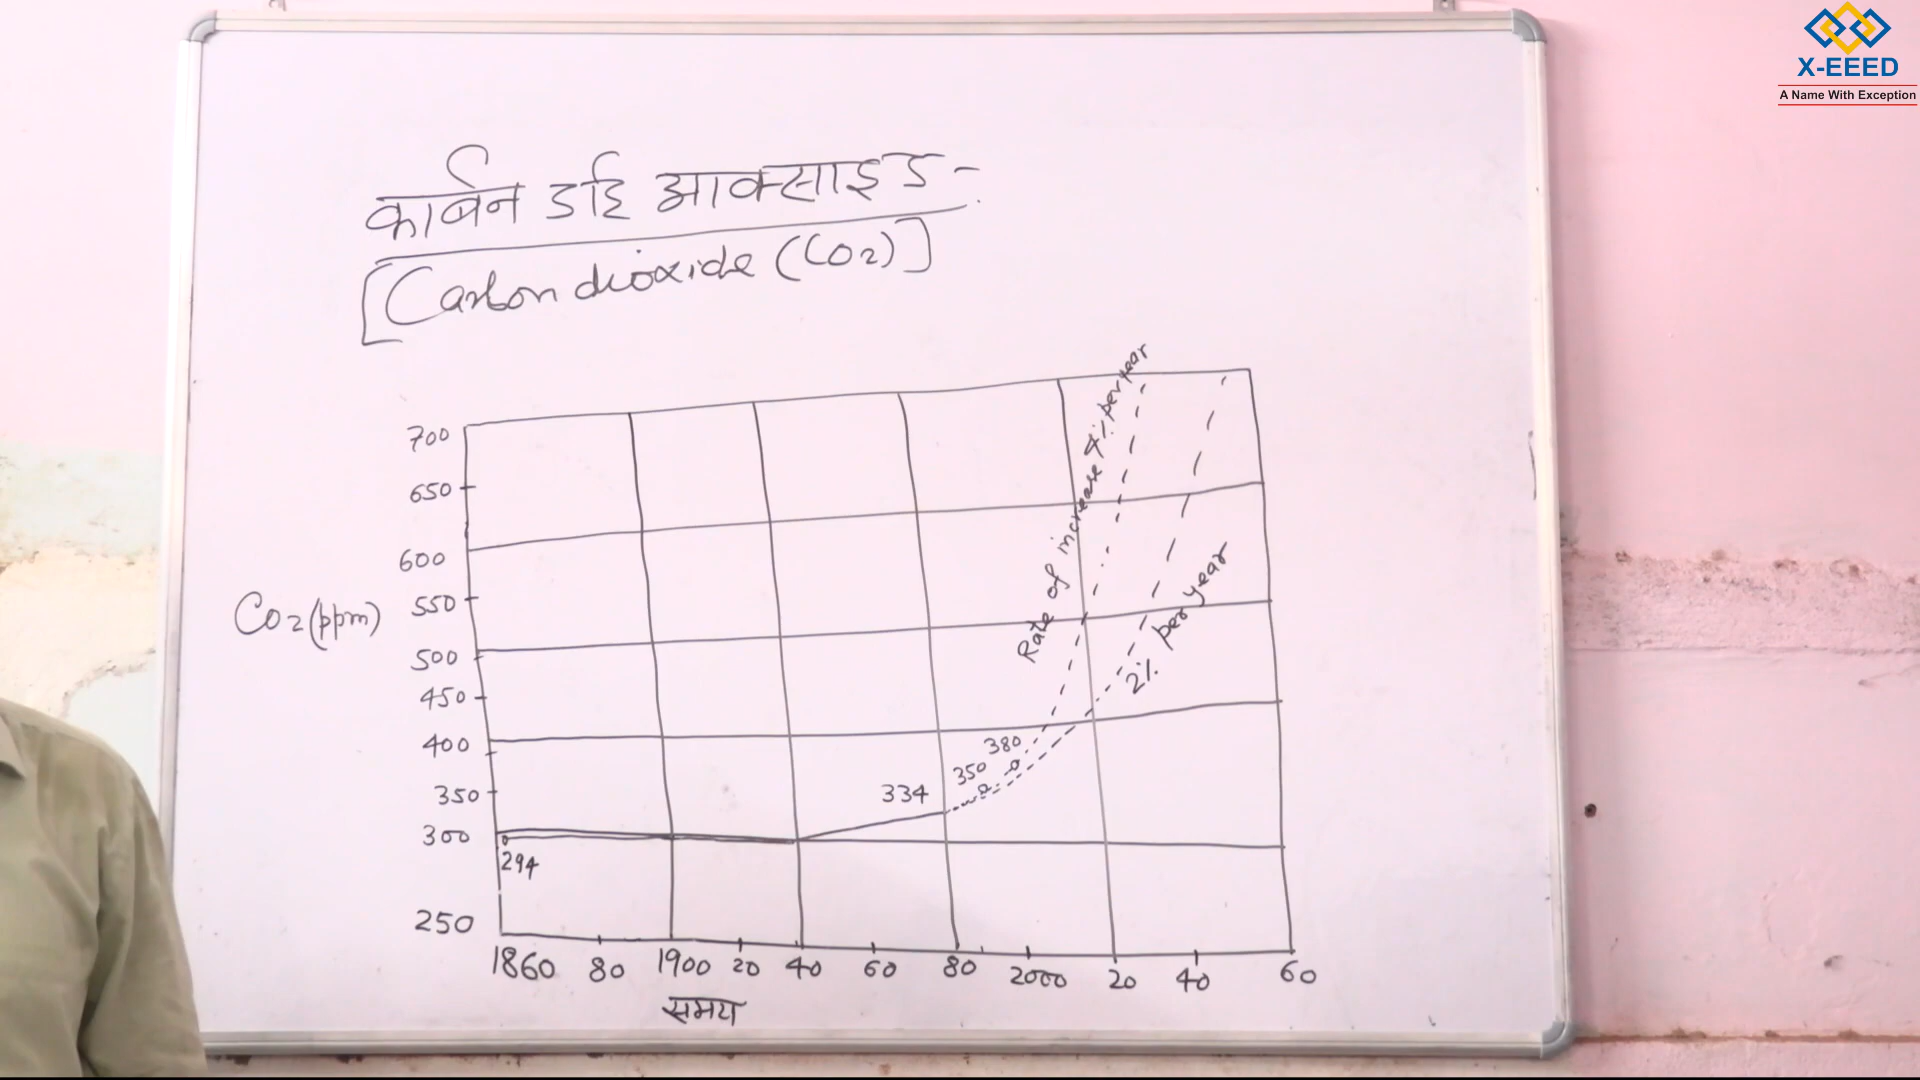 X-EEED
A Name With Exception
कार्बन डाई आक्साइड-
[Carbon dioxide (CO2)]
700
650
600
550
500
450
400
350
300
250
CO2 (ppm)
Rate of increase 4% per year
2% per year
380
350
334
294
1860 80 1900 20 40 60 80 2000 20 40 60
समय